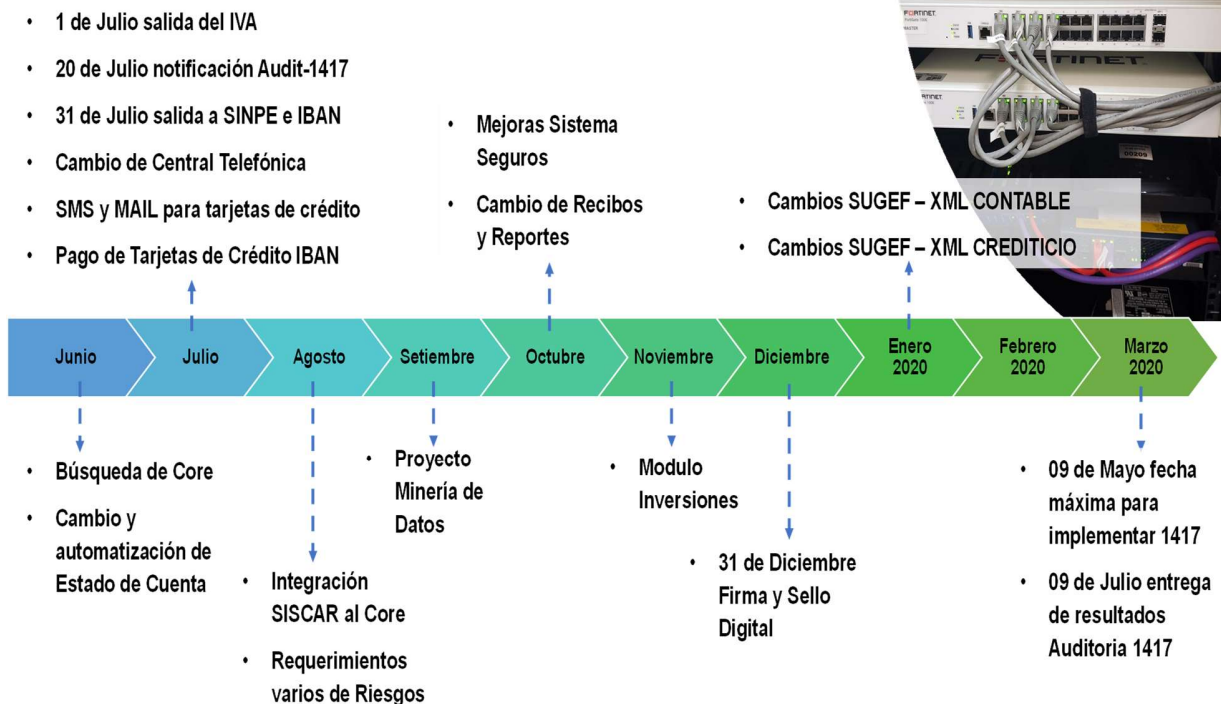 • 1 de Julio salida del IVA
• 20 de Julio notificación Audit-1417
• 31 de Julio salida a SINPE e IBAN
• Cambio de Central Telefónica
• SMS y MAIL para tarjetas de crédito
• Pago de Tarjetas de Crédito IBAN
• Mejoras Sistema
Seguros
• Cambio de Recibos
y Reportes
• Cambios SUGEF – XML CONTABLE
• Cambios SUGEF – XML CREDITICIO
FORTINET
FORTINET
FORTINET
00209
Junio
Julio
Agosto
Setiembre
Octubre
Noviembre
Diciembre
Enero
2020
Febrero
2020
Marzo
2020
• Búsqueda de Core
• Cambio y
automatización de
Estado de Cuenta
• Integración
SISCAR al Core
• Requerimientos
varios de Riesgos
• Proyecto
Minería de
Datos
• Modulo
Inversiones
• 31 de Diciembre
Firma y Sello
Digital
• 09 de Mayo fecha
máxima para
implementar 1417
• 09 de Julio entrega
de resultados
Auditoria 1417